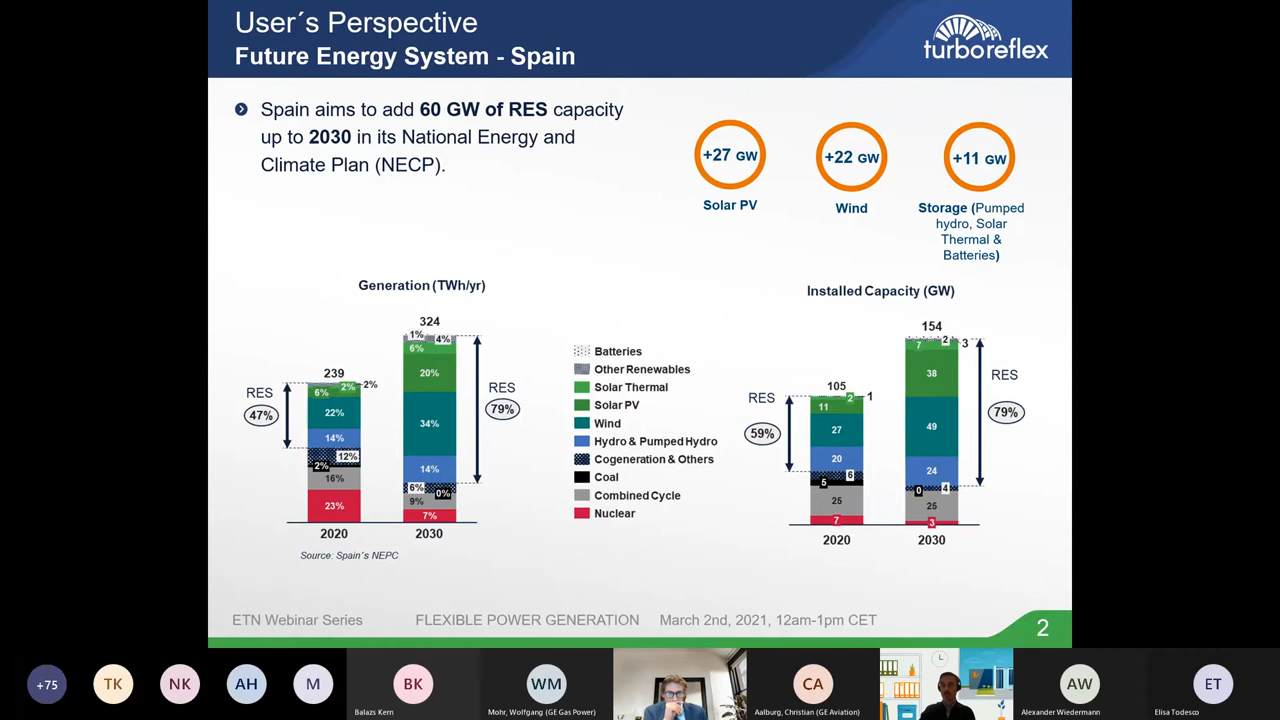 User´s Perspective
Future Energy System - Spain
turboreflex
Spain aims to add 60 GW of RES capacity
up to 2030 in its National Energy and
Climate Plan (NECP).
+27 GW
+22 GW
+11 GW
Solar PV
Wind
Storage (Pumped
hydro, Solar
Thermal &
Batteries)
Generation (TWh/yr)
239
RES
47%
2%
2%
6%
22%
14%
12%
2%
16%
23%
2020
324
1%
4%
6%
20%
34%
14%
6%
0%
9%
7%
2030
RES
79%
Source: Spain´s NEPC
Batteries
Other Renewables
Solar Thermal
Solar PV
Wind
Hydro & Pumped Hydro
Cogeneration & Others
Coal
Combined Cycle
Nuclear
Installed Capacity (GW)
105
RES
59%
2
1
11
27
20
6
5
25
7
2020
154
2
3
7
38
49
24
4
0
25
3
2030
RES
79%
ETN Webinar Series
FLEXIBLE POWER GENERATION
March 2nd, 2021, 12am-1pm CET
2
+75
TK
NK
AH
M
BK
Balazs Kern
WM
Mohr, Wolfgang (GE Gas Power)
CA
Aalburg, Christian (GE Aviation)
AW
Alexander Wiedermann
ET
Elisa Todesco